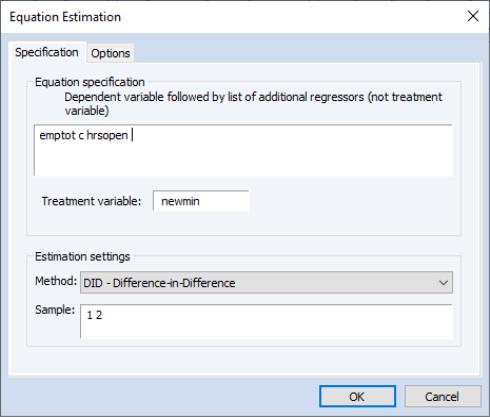 Equation Estimation
Specification Options
Equation specification
Dependent variable followed by list of additional regressors (not treatment
variable)
emptot c hrsopen
Treatment variable: newmin
Estimation settings
Method: DID - Difference-in-Difference
Sample: 1 2
OK Cancel